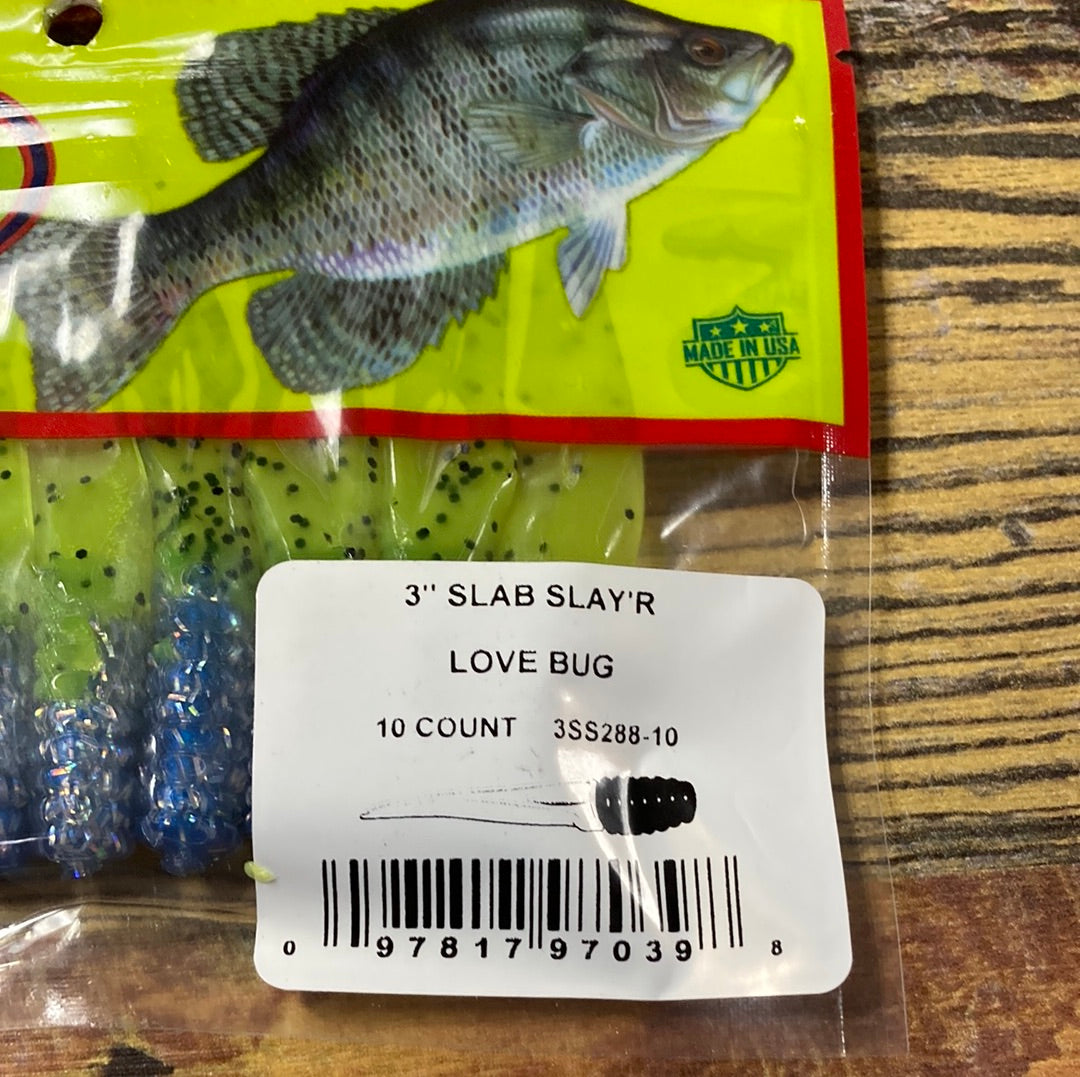 MADE IN USA
3" SLAB SLAY'R
LOVE BUG
10 COUNT 3SS288-10
0 97817 97039 8